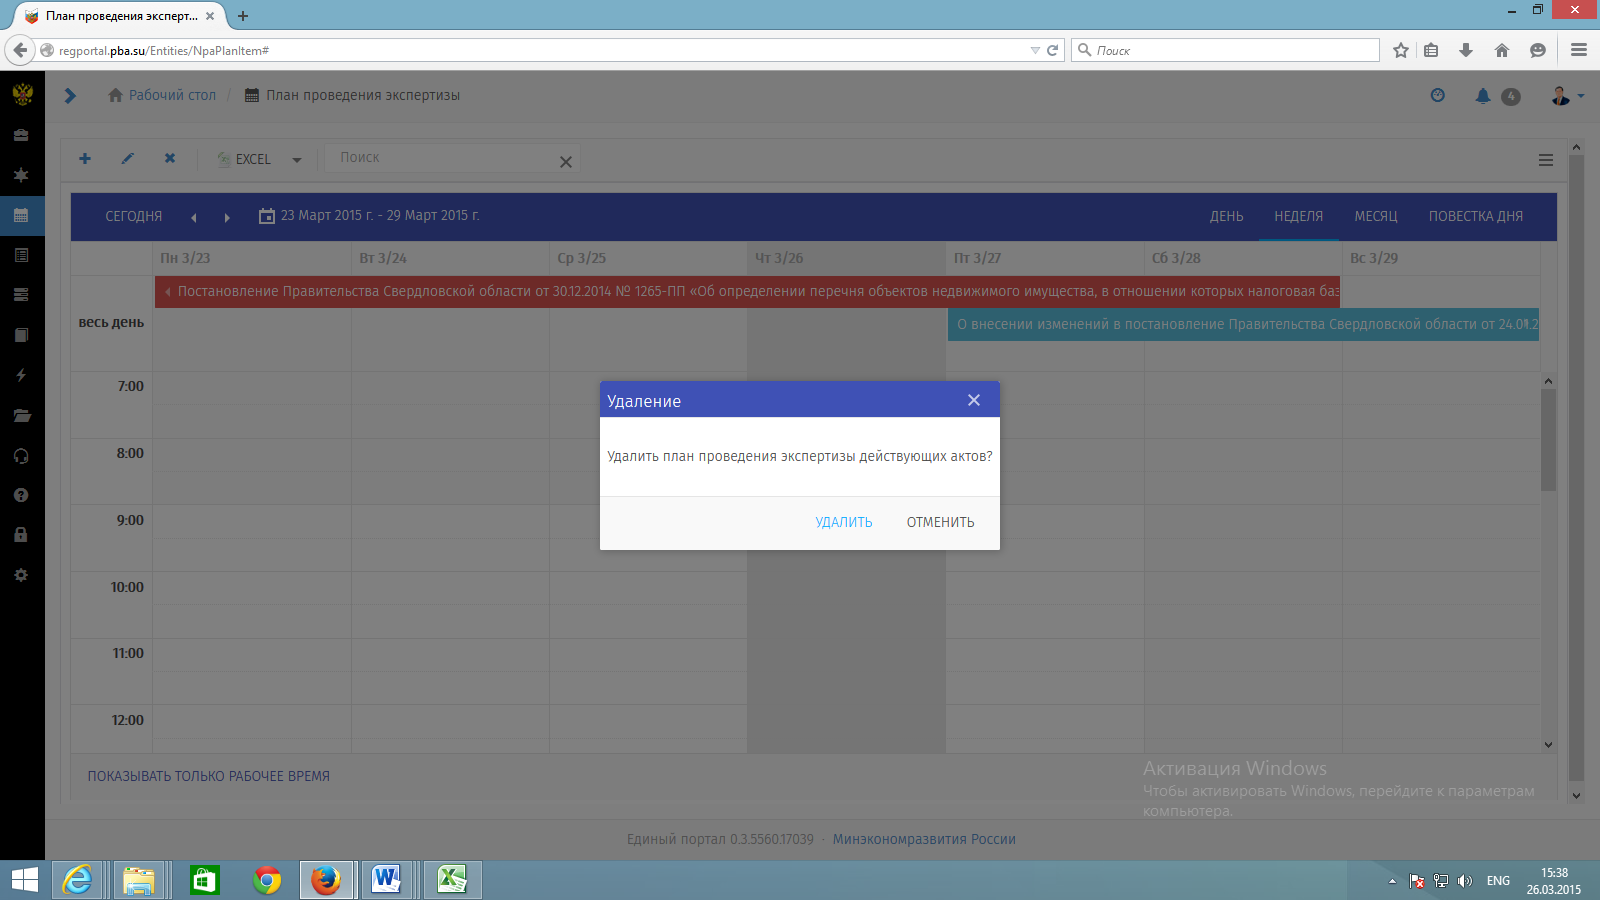 План проведения эксперт...
regportal.pba.su/Entities/NpaPlanItem#
Поиск
Рабочий стол / План проведения экспертизы
4
EXCEL
Поиск
СЕГОДНЯ
23 Март 2015 г. - 29 Март 2015 г.
ДЕНЬ НЕДЕЛЯ МЕСЯЦ ПОВЕСТКА ДНЯ
Пн 3/23 Вт 3/24 Ср 3/25 Чт 3/26 Пт 3/27 Сб 3/28 Вс 3/29
Постановление Правительства Свердловской области от 30.12.2014 № 1265-ПП «Об определении перечня объектов недвижимого имущества, в отношении которых налоговая баз
весь день
О внесении изменений в постановление Правительства Свердловской области от 24.01.2
7:00
8:00
9:00
10:00
11:00
12:00
Удаление
Удалить план проведения экспертизы действующих актов?
УДАЛИТЬ ОТМЕНИТЬ
ПОКАЗЫВАТЬ ТОЛЬКО РАБОЧЕЕ ВРЕМЯ
Активация Windows
Чтобы активировать Windows, перейдите к параметрам
компьютера.
Единый портал 0.3.5560.17039 · Минэкономразвития России
ENG
15:38
26.03.2015